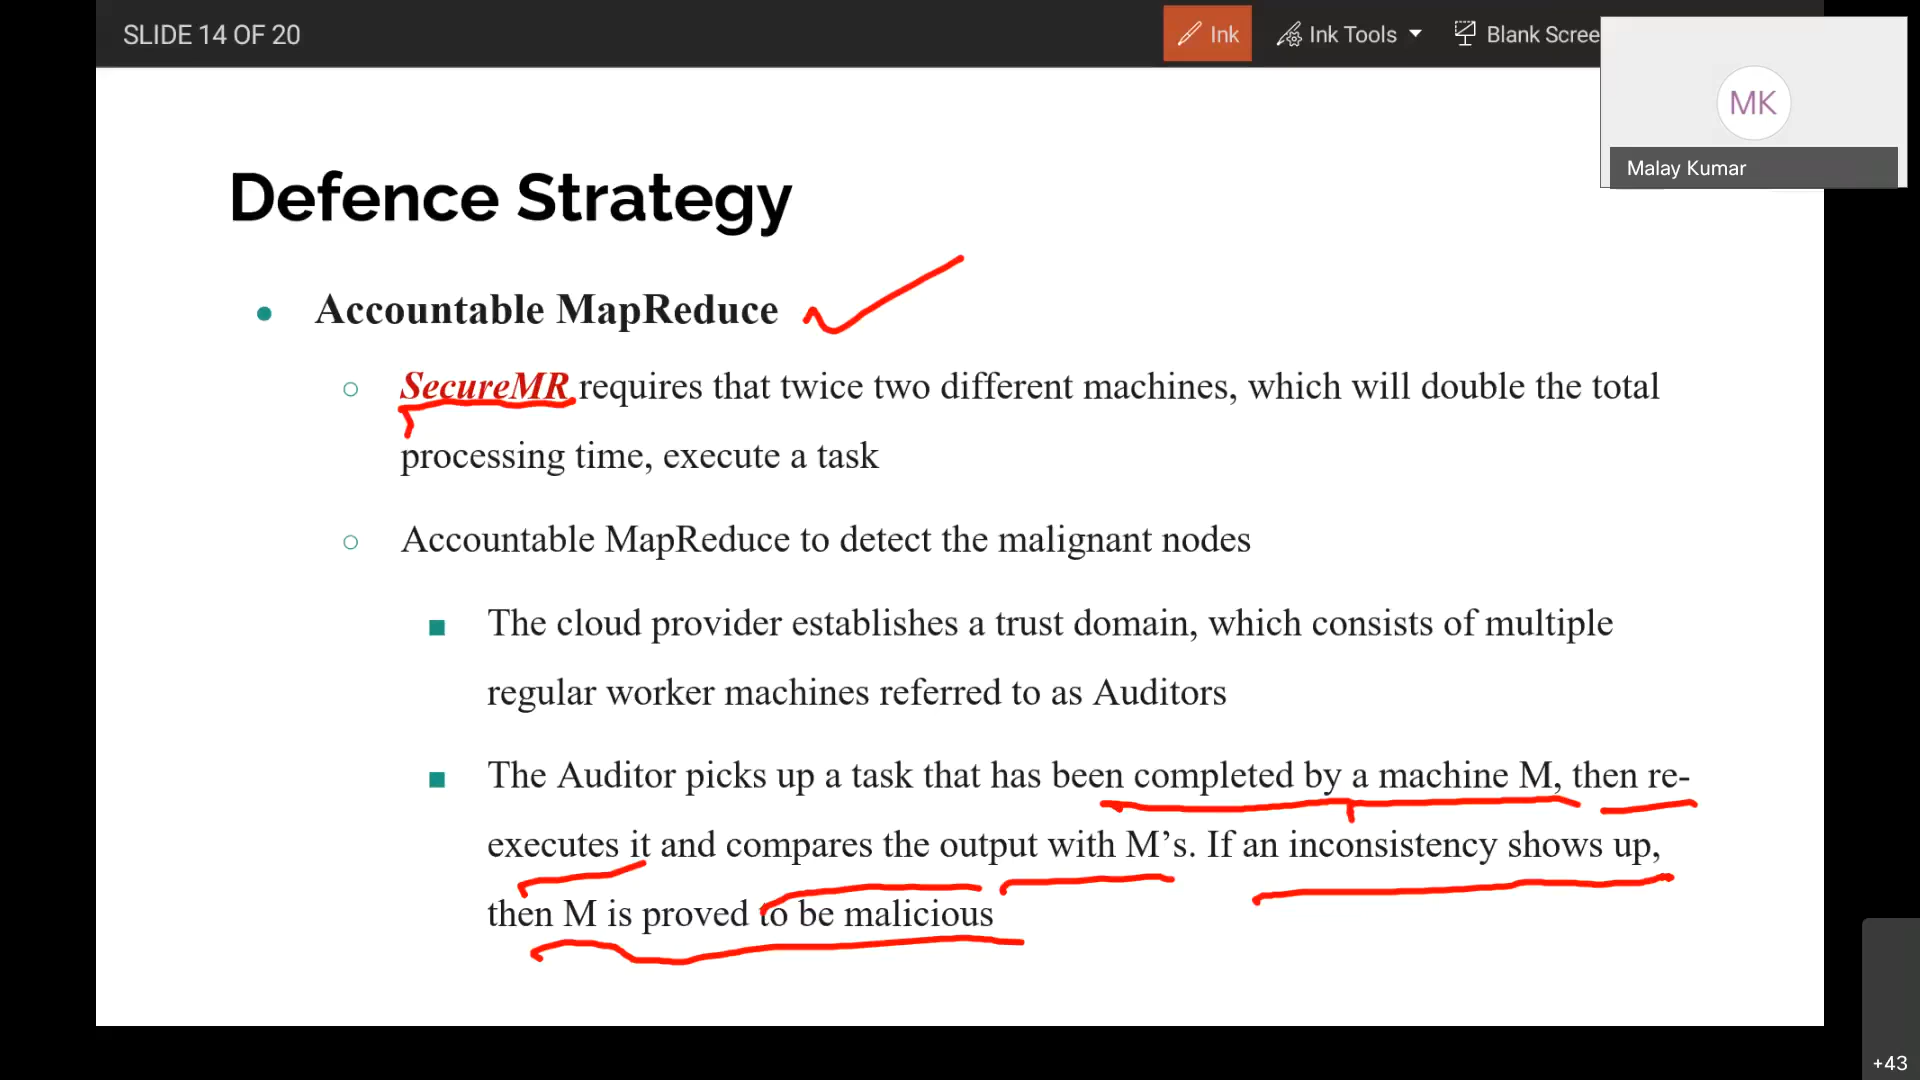 SLIDE 14 OF 20
Ink
Ink Tools
Blank Scree
MK
Malay Kumar
Defence Strategy
Accountable MapReduce
SecureMR requires that twice two different machines, which will double the total
processing time, execute a task
Accountable MapReduce to detect the malignant nodes
The cloud provider establishes a trust domain, which consists of multiple
regular worker machines referred to as Auditors
The Auditor picks up a task that has been completed by a machine M, then re-
executes it and compares the output with M’s. If an inconsistency shows up,
then M is proved to be malicious
+43